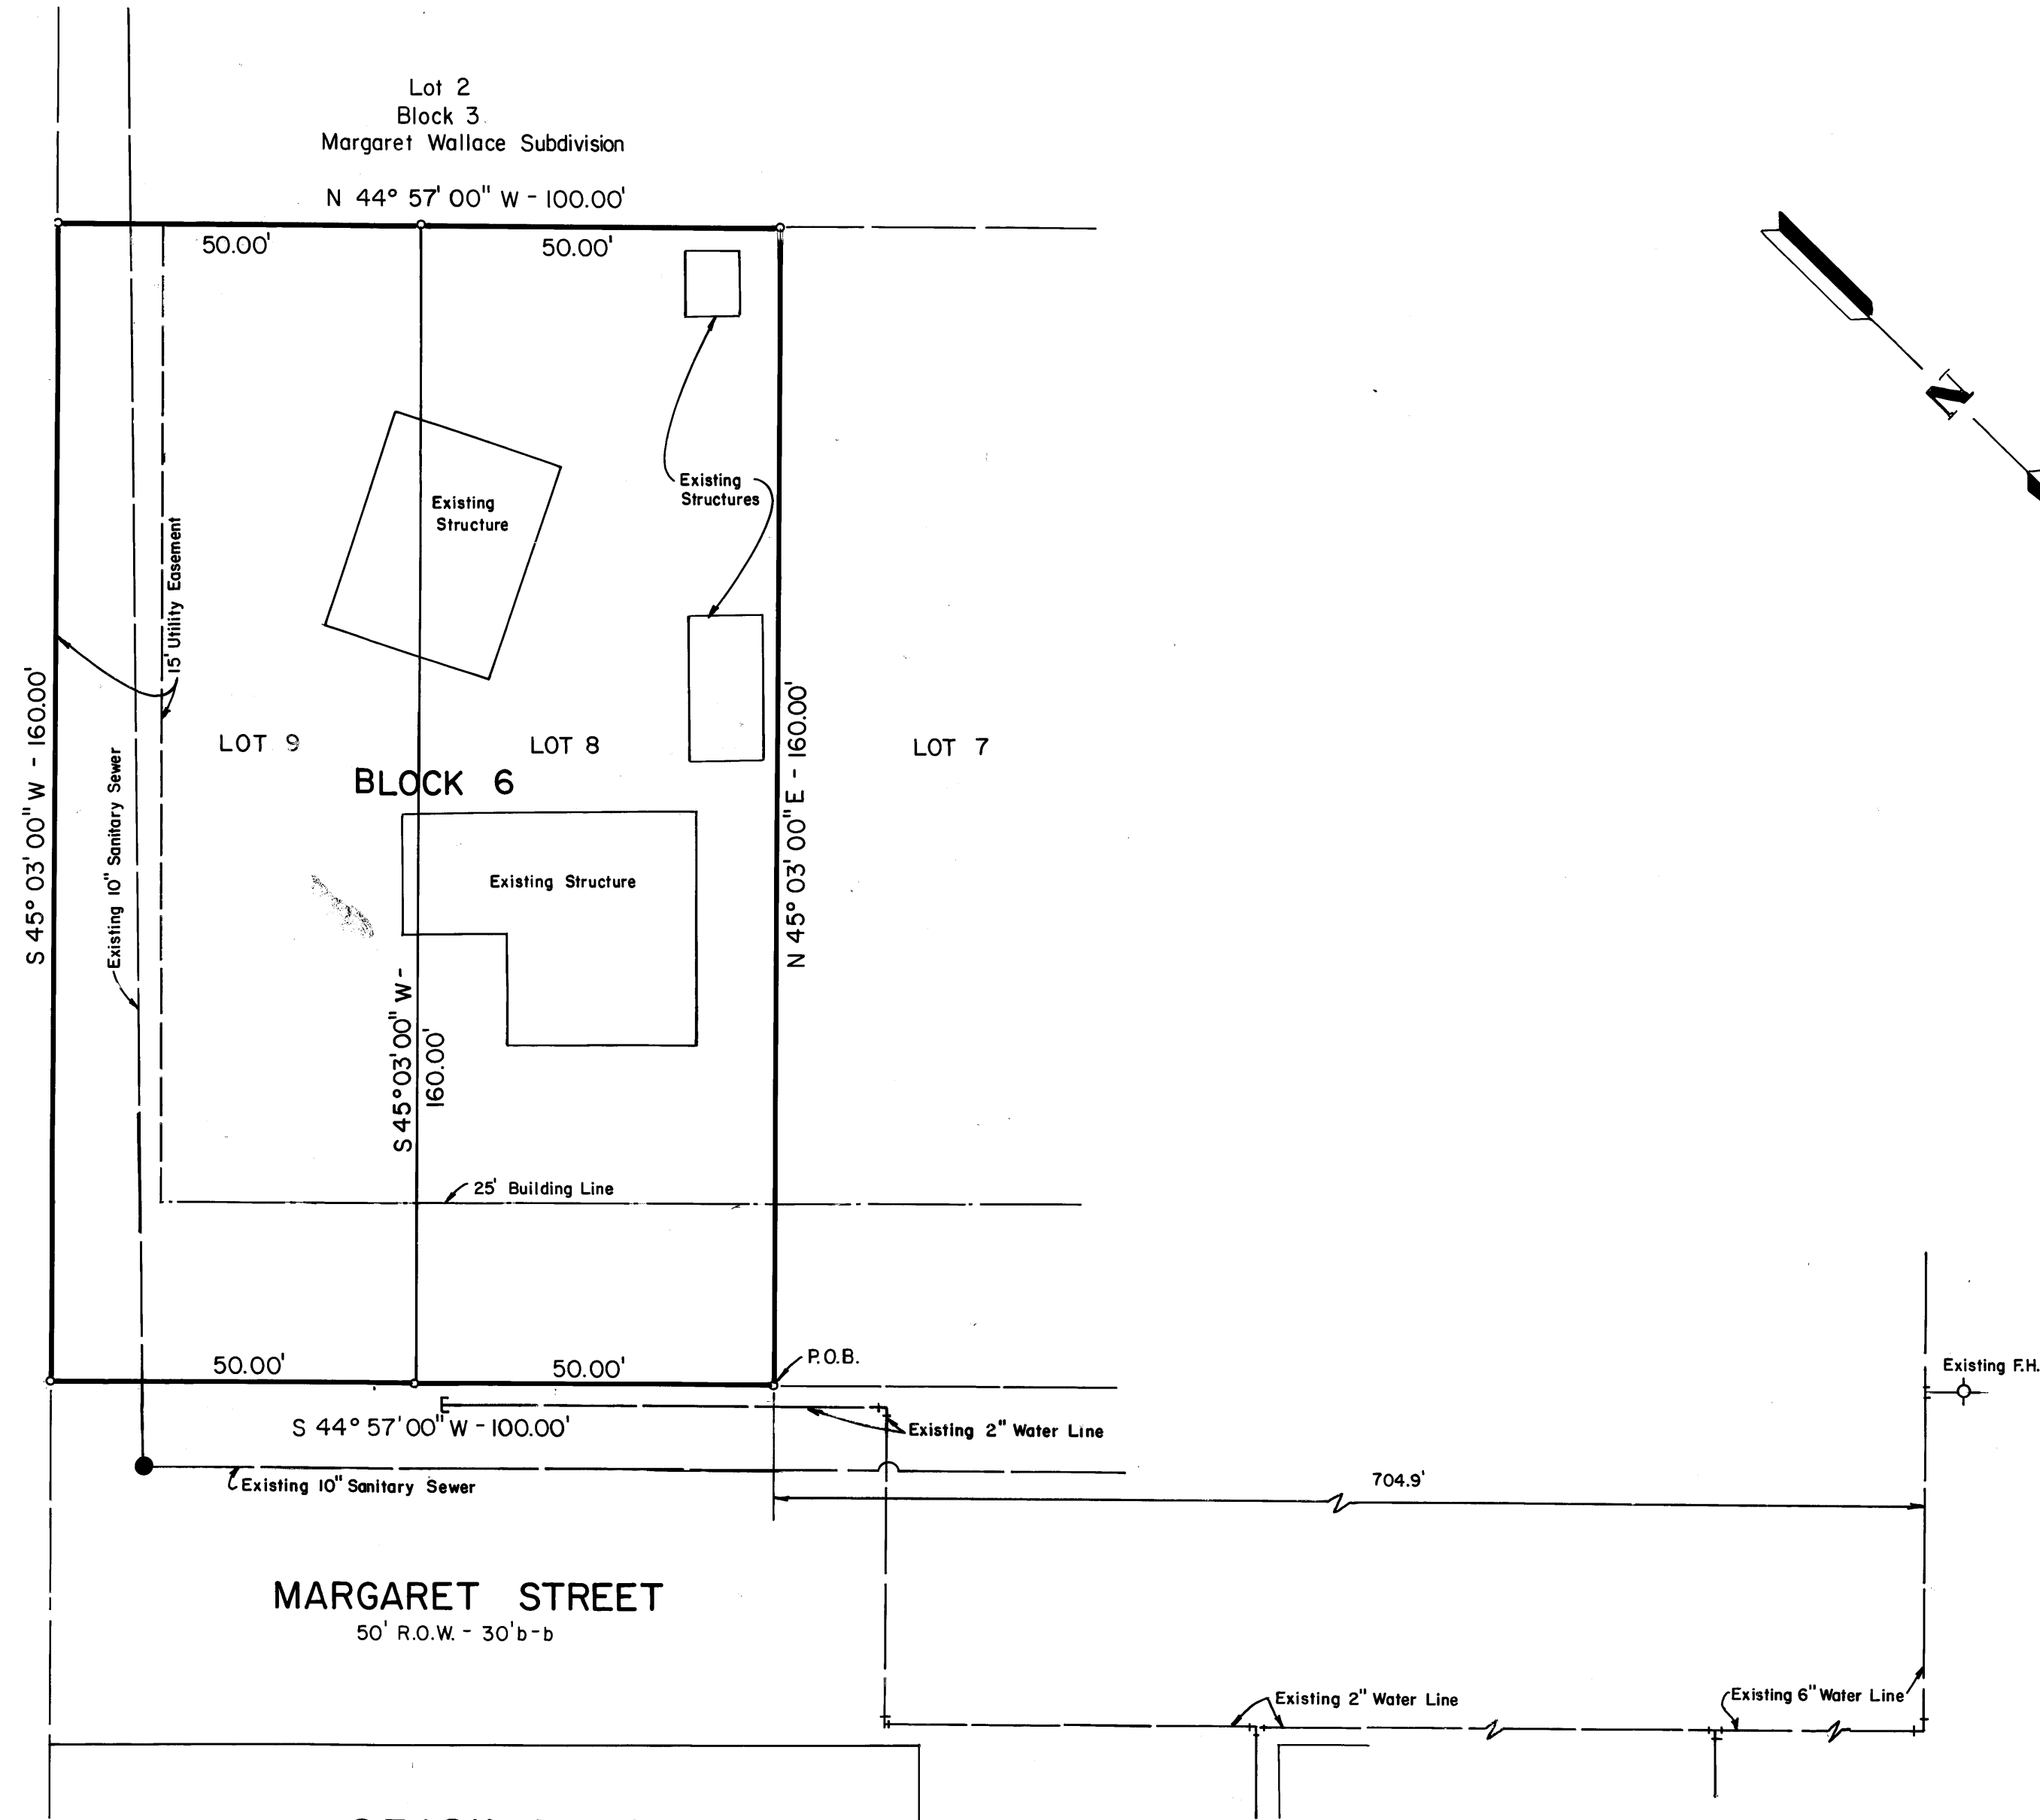 Lot 2
Block 3
Margaret Wallace Subdivision
N 44° 57' 00" W - 100.00'
50.00'
50.00'
N
Existing
Structures
Existing
Structure
15' Utility Easement
S 45° 03' 00" W - 160.00'
N 45° 03' 00" E - 160.00'
Existing 10" Sanitary Sewer
LOT 9
LOT 8
LOT 7
BLOCK 6
Existing Structure
S 45° 03' 00" W -
160.00'
25' Building Line
50.00'
50.00'
P.O.B.
Existing F.H.
S 44° 57' 00" W - 100.00'
Existing 2" Water Line
Existing 10" Sanitary Sewer
704.9'
MARGARET STREET
50' R.O.W. - 30' b-b
Existing 2" Water Line
Existing 6" Water Line